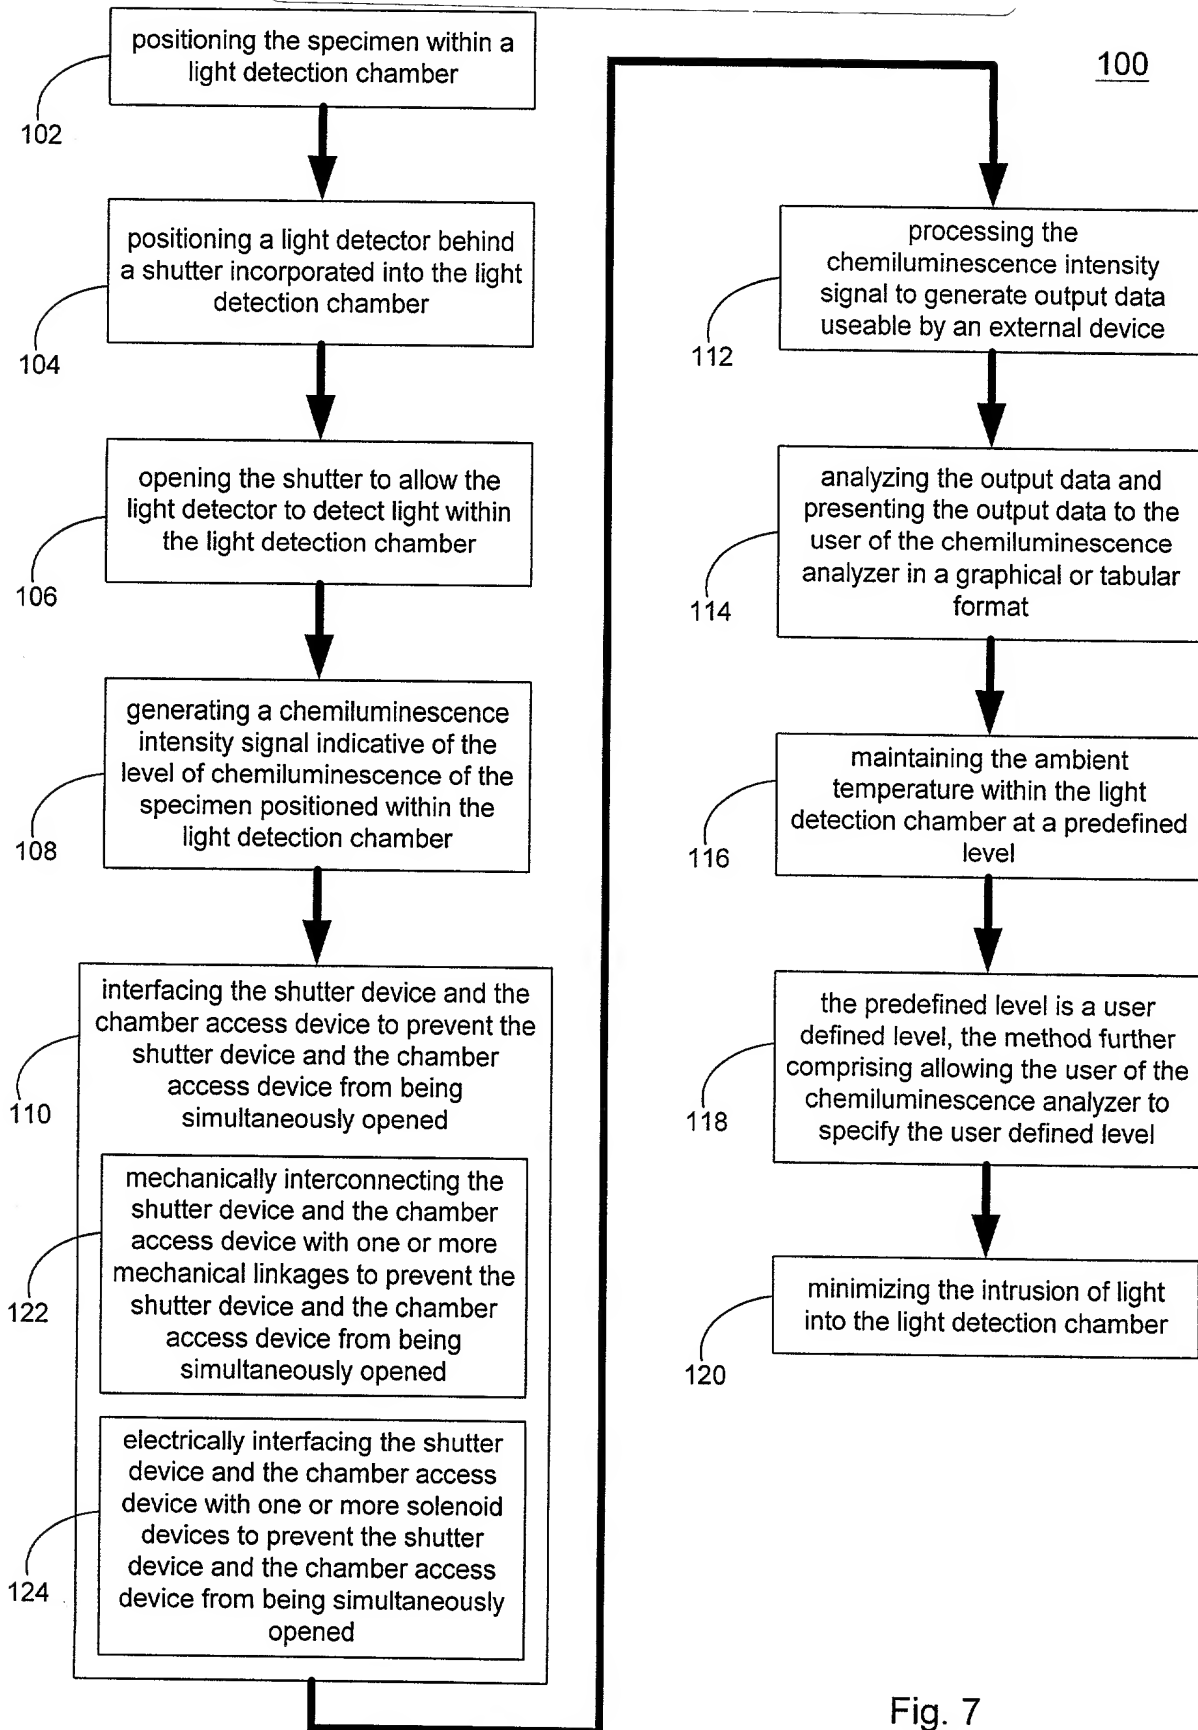 positioning the specimen within a
light detection chamber
102
positioning a light detector behind
a shutter incorporated into the light
detection chamber
104
opening the shutter to allow the
light detector to detect light within
the light detection chamber
106
generating a chemiluminescence
intensity signal indicative of the
level of chemiluminescence of the
specimen positioned within the
light detection chamber
108
interfacing the shutter device and the
chamber access device to prevent the
shutter device and the chamber
access device from being
simultaneously opened
110
mechanically interconnecting the
shutter device and the chamber
access device with one or more
mechanical linkages to prevent the
shutter device and the chamber
access device from being
simultaneously opened
122
electrically interfacing the shutter
device and the chamber access
device with one or more solenoid
devices to prevent the shutter
device and the chamber access
device from being simultaneously
opened
124
100
processing the
chemiluminescence intensity
signal to generate output data
useable by an external device
112
analyzing the output data and
presenting the output data to the
user of the chemiluminescence
analyzer in a graphical or tabular
format
114
maintaining the ambient
temperature within the light
detection chamber at a predefined
level
116
the predefined level is a user
defined level, the method further
comprising allowing the user of the
chemiluminescence analyzer to
specify the user defined level
118
minimizing the intrusion of light
into the light detection chamber
120
Fig. 7